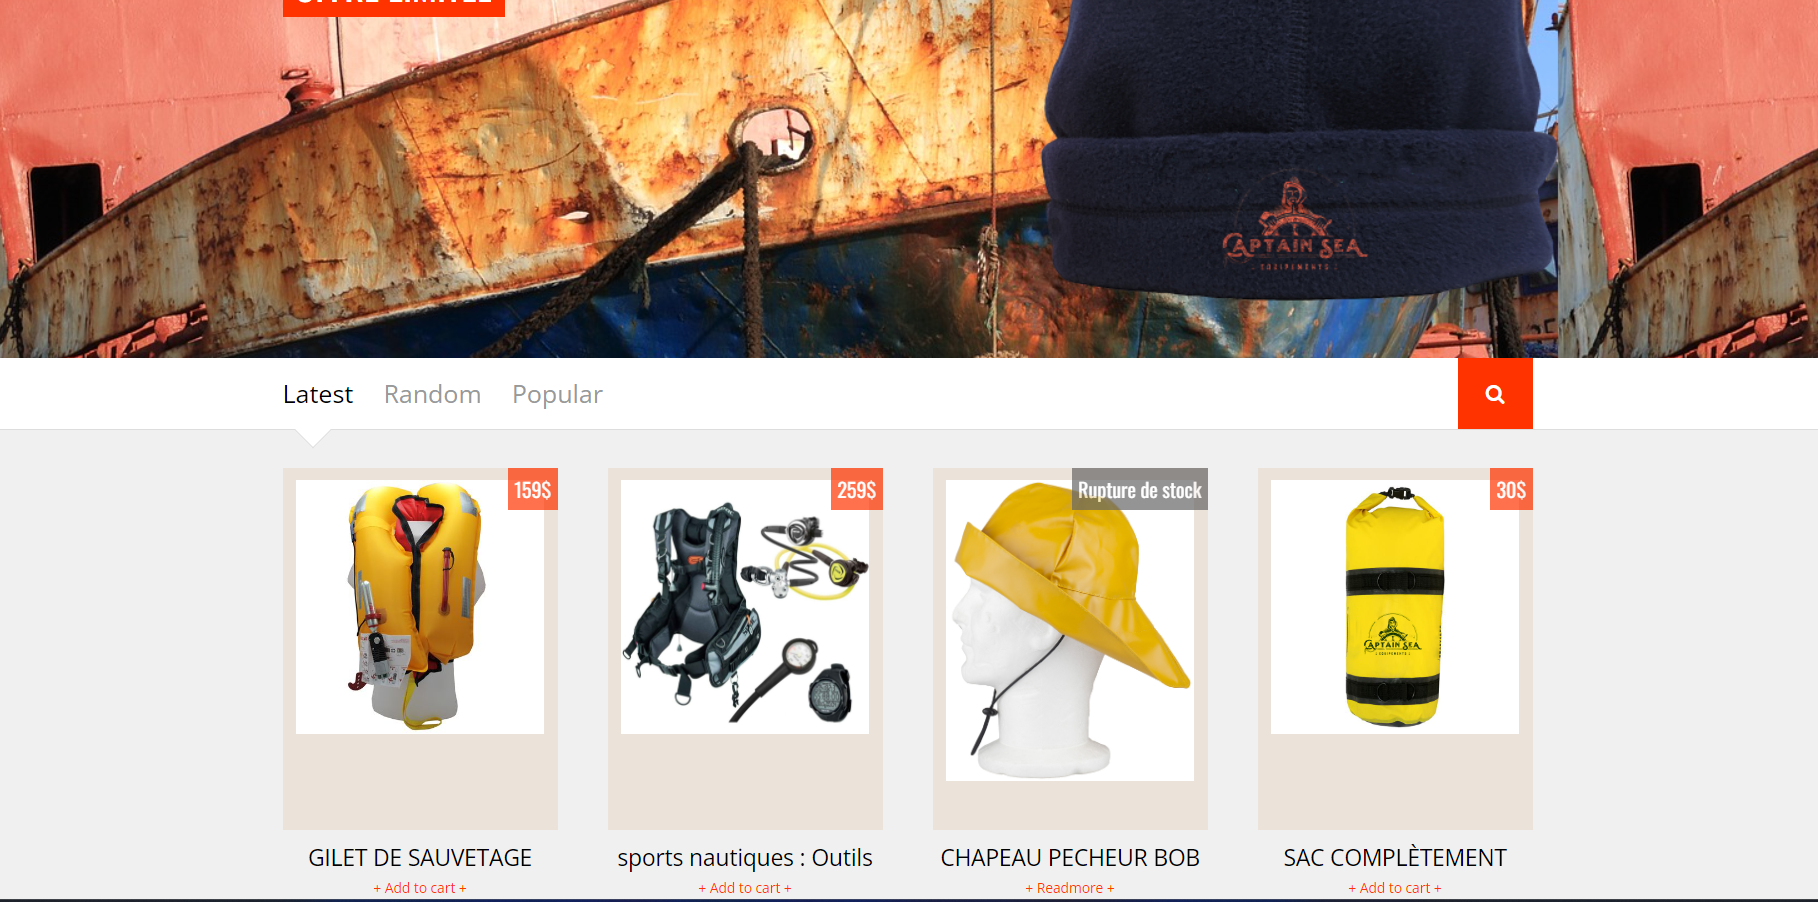 CAPTAIN SEA
· EQUIPEMENTS ·
Latest Random Popular
159$
259$
Rupture de stock
30$
CAPTAIN SEA
EQUIPEMENTS
GILET DE SAUVETAGE
+ Add to cart +
sports nautiques : Outils
+ Add to cart +
CHAPEAU PECHEUR BOB
+ Readmore +
SAC COMPLÈTEMENT
+ Add to cart +